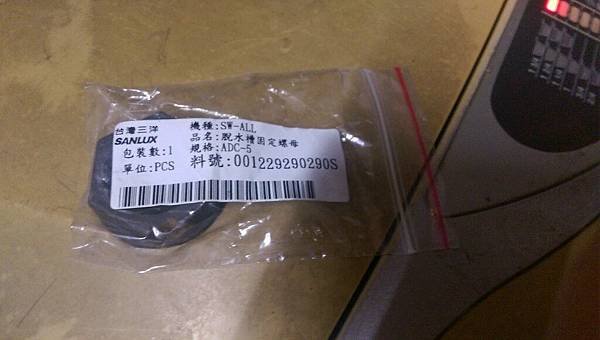 台灣三洋
SANLUX
包裝數:1
單位:PCS
機種:SW-ALL
品名:脫水槽固定螺母
規格:ADC-5
料號:001229290290S